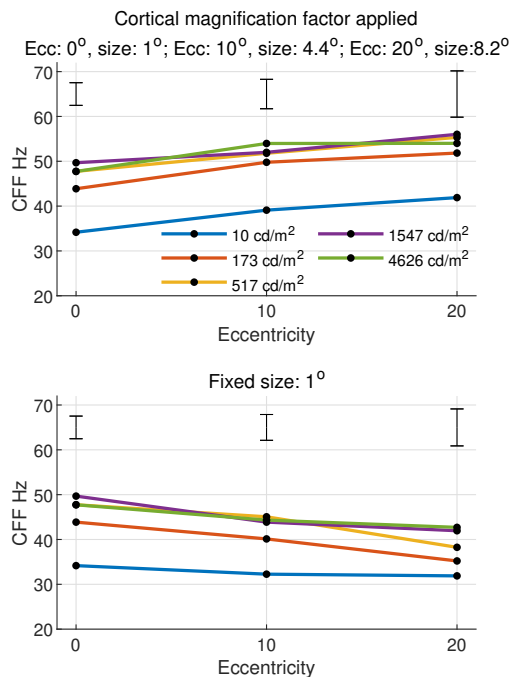 Cortical magnification factor applied
Ecc: 0°, size: 1°; Ecc: 10°, size: 4.4°; Ecc: 20°, size:8.2°
70
60
50
40
30
20
CFF Hz
10 cd/m²
173 cd/m²
517 cd/m²
1547 cd/m²
4626 cd/m²
0
10
20
Eccentricity
Fixed size: 1°
70
60
50
40
30
20
CFF Hz
0
10
20
Eccentricity